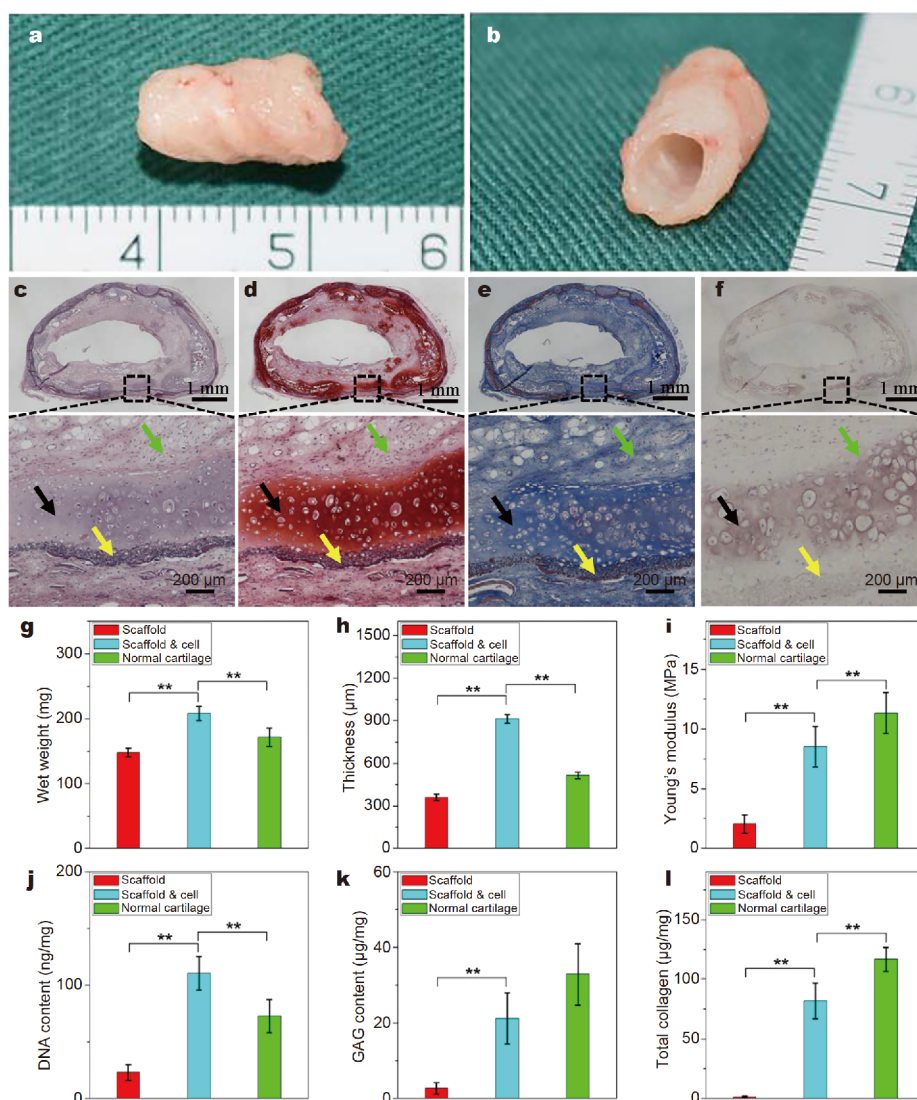 a
b
4 5 6
6
7
c
d
e
f
1 mm
1 mm
1 mm
1 mm
200 µm
200 µm
200 µm
200 µm
g
Scaffold
Scaffold & cell
Normal cartilage
Wet weight (mg)
300
200
100
0
**
**
h
Scaffold
Scaffold & cell
Normal cartilage
Thickness (µm)
1500
1200
900
600
300
0
**
**
i
Scaffold
Scaffold & cell
Normal cartilage
Young's modulus (MPa)
15
10
5
0
**
**
j
Scaffold
Scaffold & cell
Normal cartilage
DNA content (ng/mg)
200
100
0
**
**
k
Scaffold
Scaffold & cell
Normal cartilage
GAG content (µg/mg)
60
40
20
0
**
l
Scaffold
Scaffold & cell
Normal cartilage
Total collagen (µg/mg)
150
100
50
0
**
**